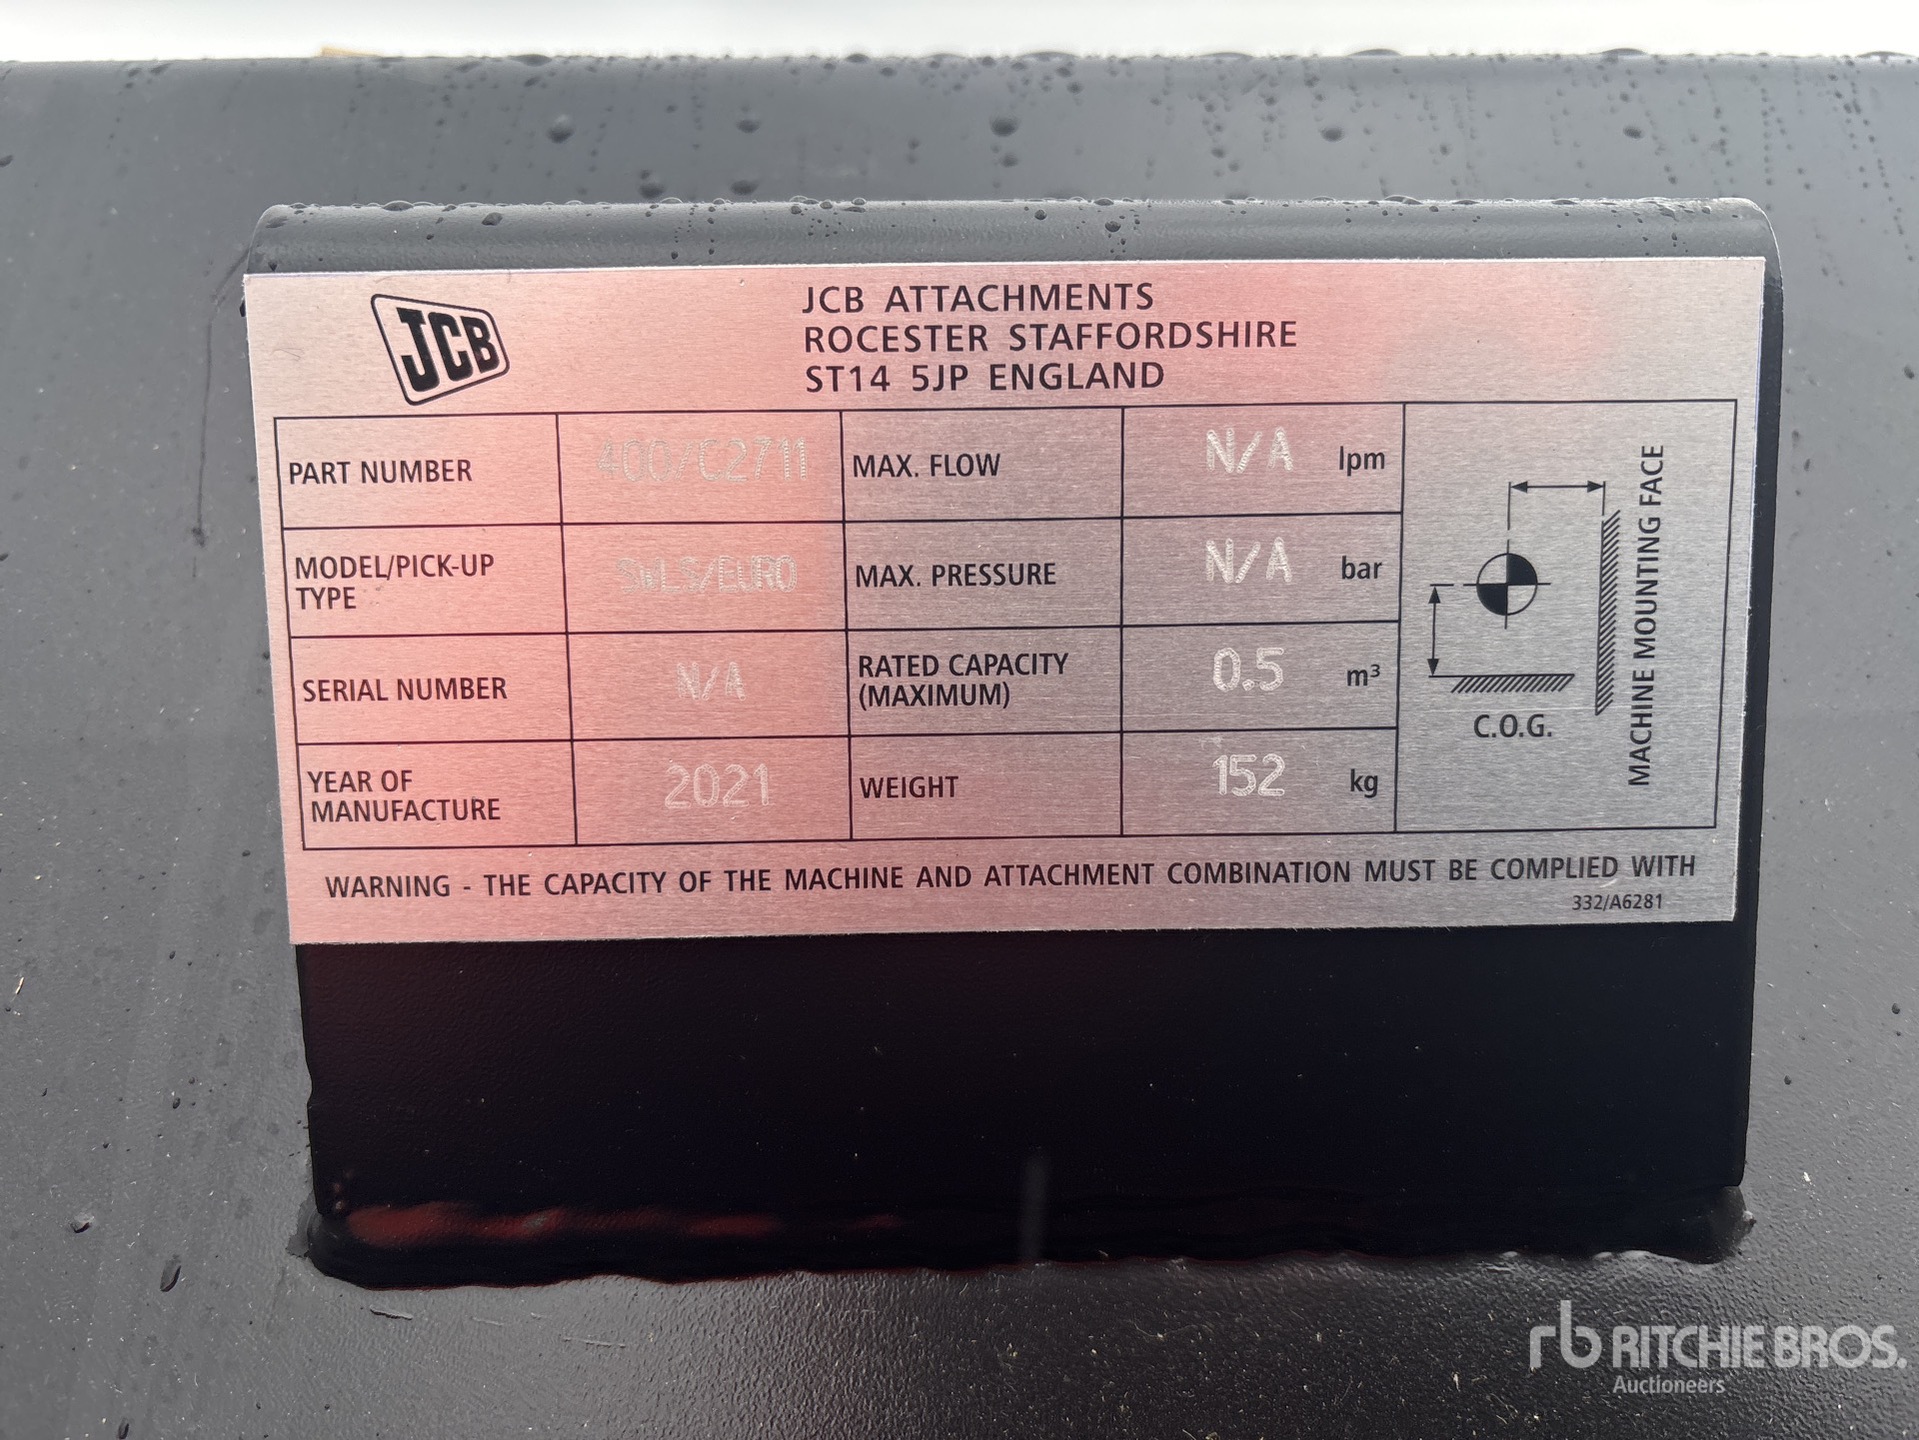 JCB
JCB ATTACHMENTS
ROCESTER STAFFORDSHIRE
ST14 5JP ENGLAND
PART NUMBER 400/C2711 MAX. FLOW N/A lpm
MODEL/PICK-UP TYPE SWLS/EURO MAX. PRESSURE N/A bar
SERIAL NUMBER N/A RATED CAPACITY (MAXIMUM) 0.5 m³
YEAR OF MANUFACTURE 2021 WEIGHT 152 kg
C.O.G.
MACHINE MOUNTING FACE
WARNING - THE CAPACITY OF THE MACHINE AND ATTACHMENT COMBINATION MUST BE COMPLIED WITH
332/A6281
rb RITCHIE BROS.
Auctioneers